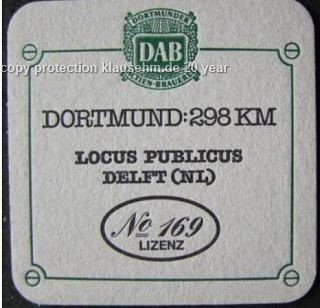 DORTMUNDER
DAB
AKTIEN-BRAUEREI
copy protection klausehm.de 20 year
DORTMUND:298 KM
LOCUS PUBLICUS
DELFT (NL)
No 169
LIZENZ